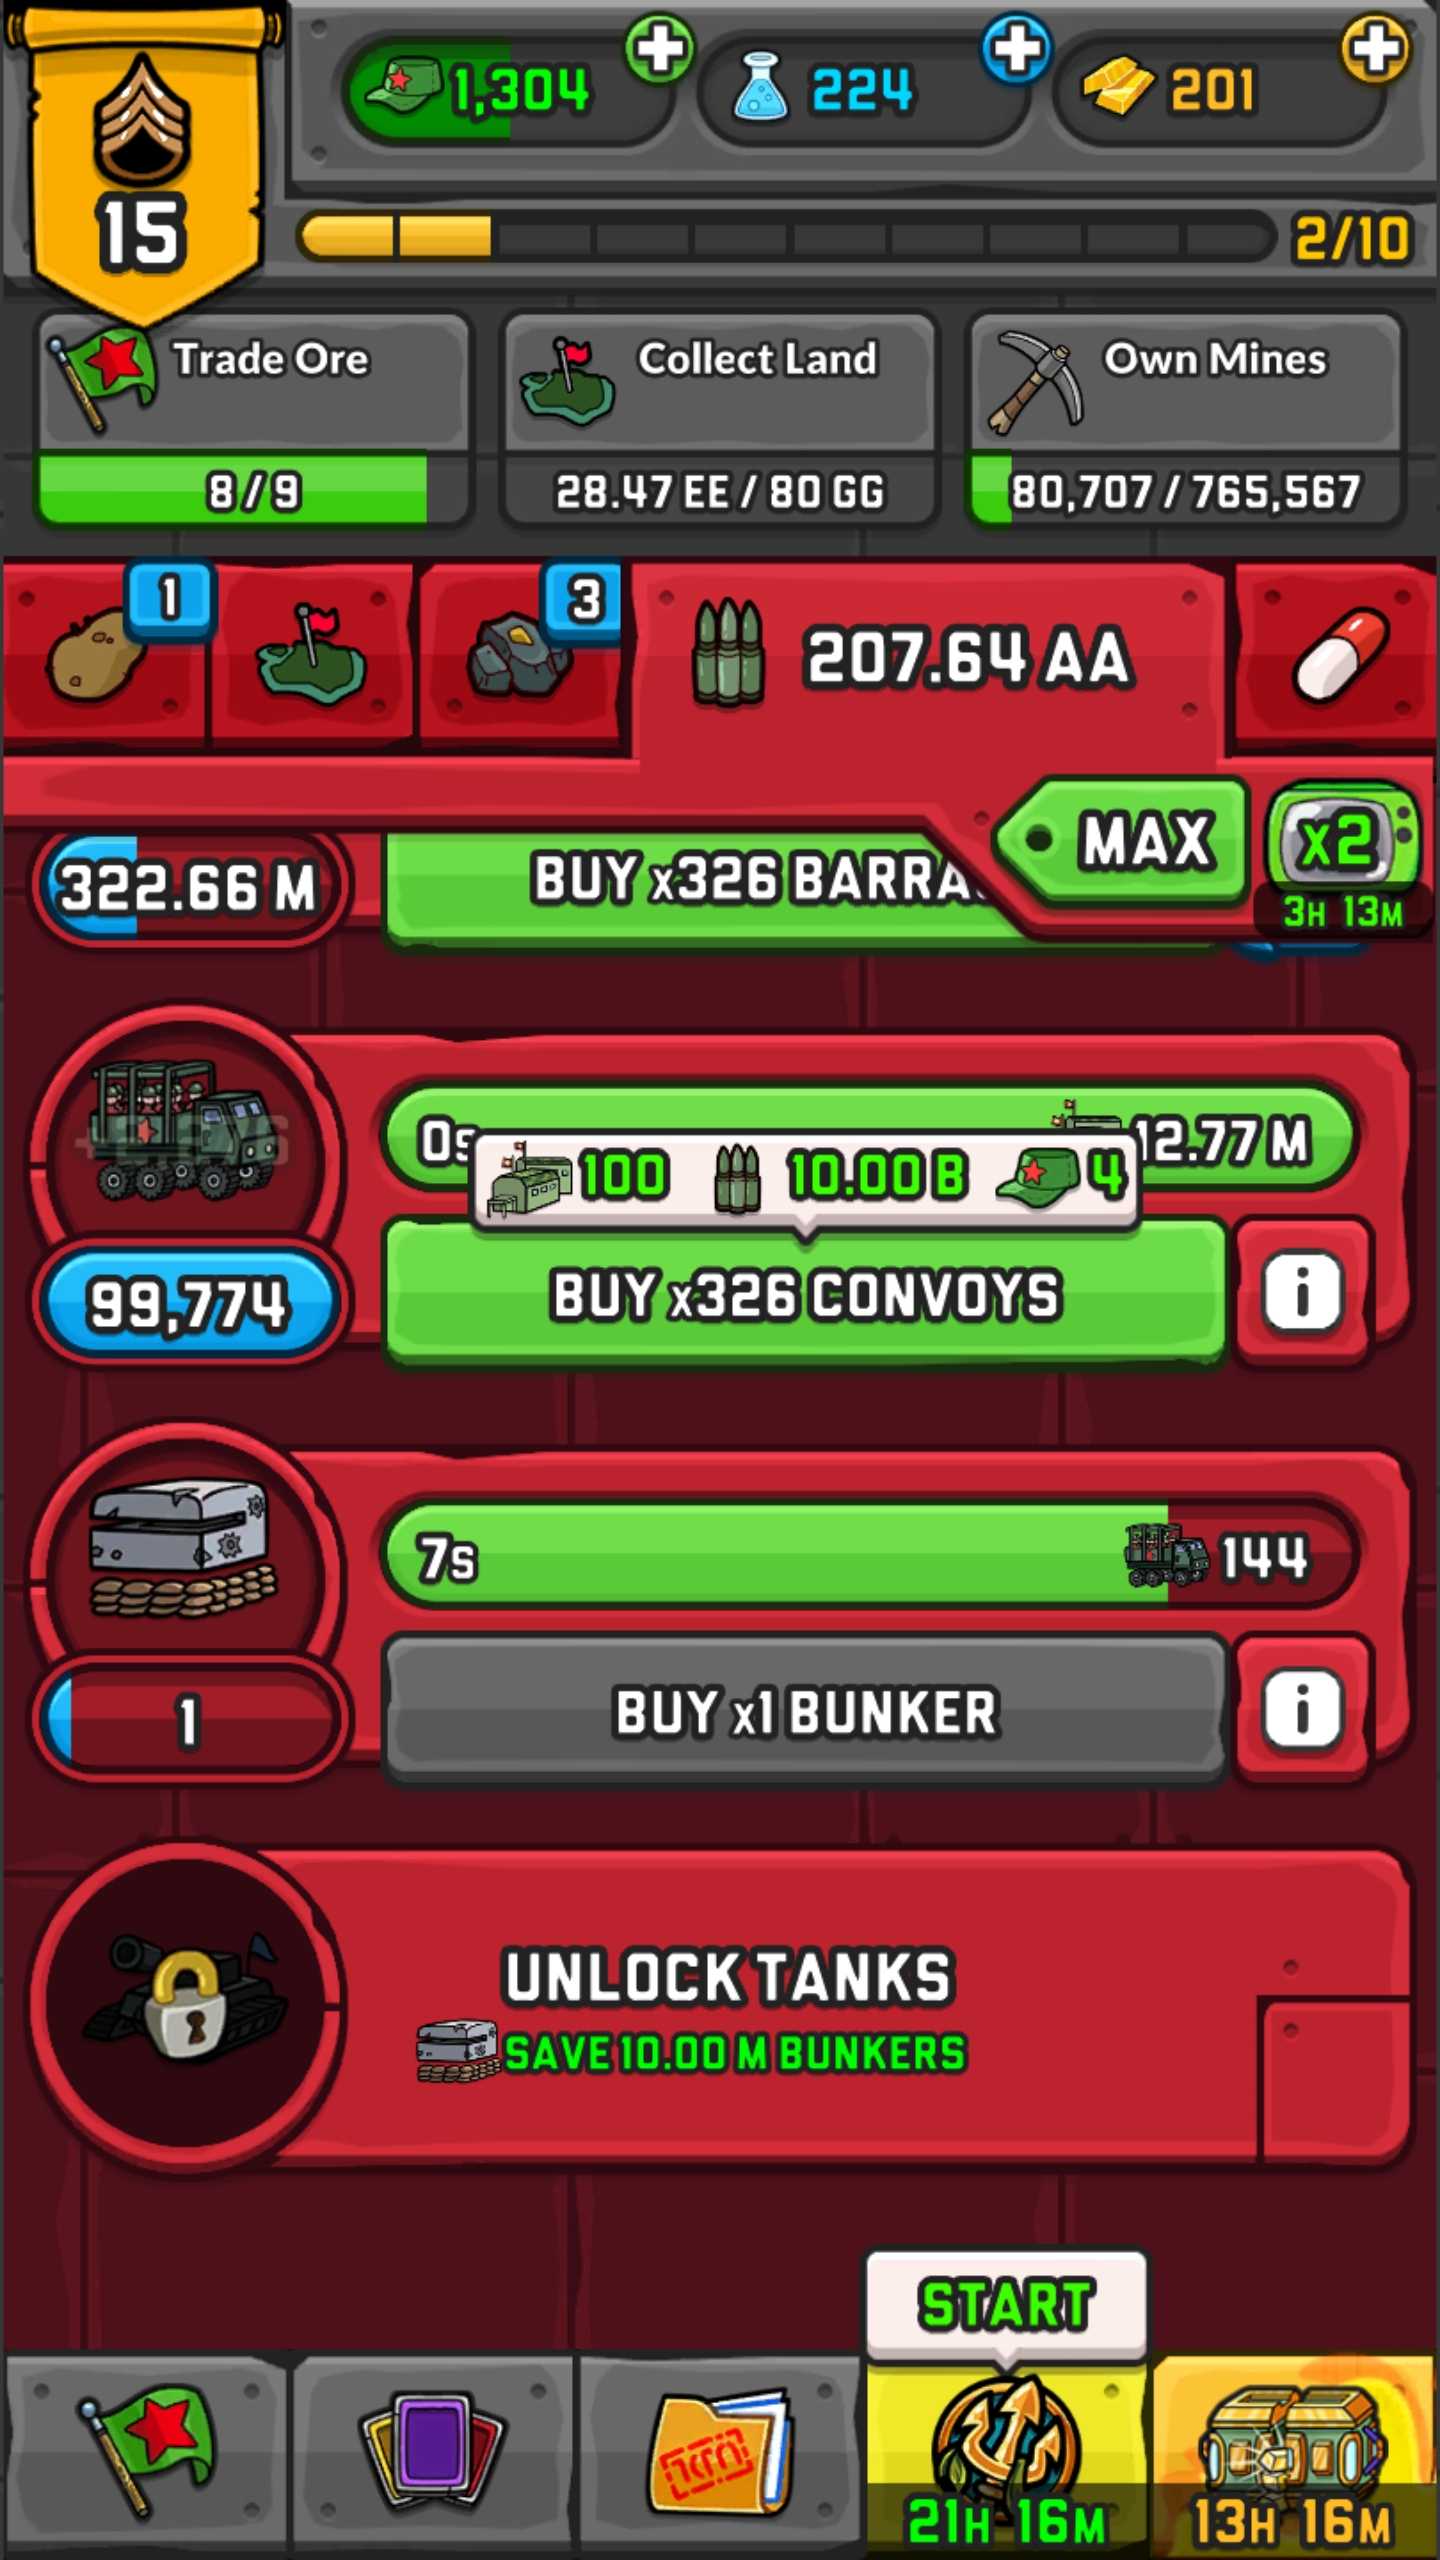 1,304
224
201
15
2/10
Trade Ore
8/9
Collect Land
28.47 EE / 80 GG
Own Mines
80,707 / 765,567
1
3
207.64 AA
MAX
x2
3H 13M
322.66 M
BUY x326
0s
12.77 M
100
10.00 B
4
99,774
BUY x326 CONVOYS
i
7s
144
1
BUY x1 BUNKER
i
UNLOCK TANKS
SAVE 10.00 M BUNKERS
START
21H 16M
13H 16M